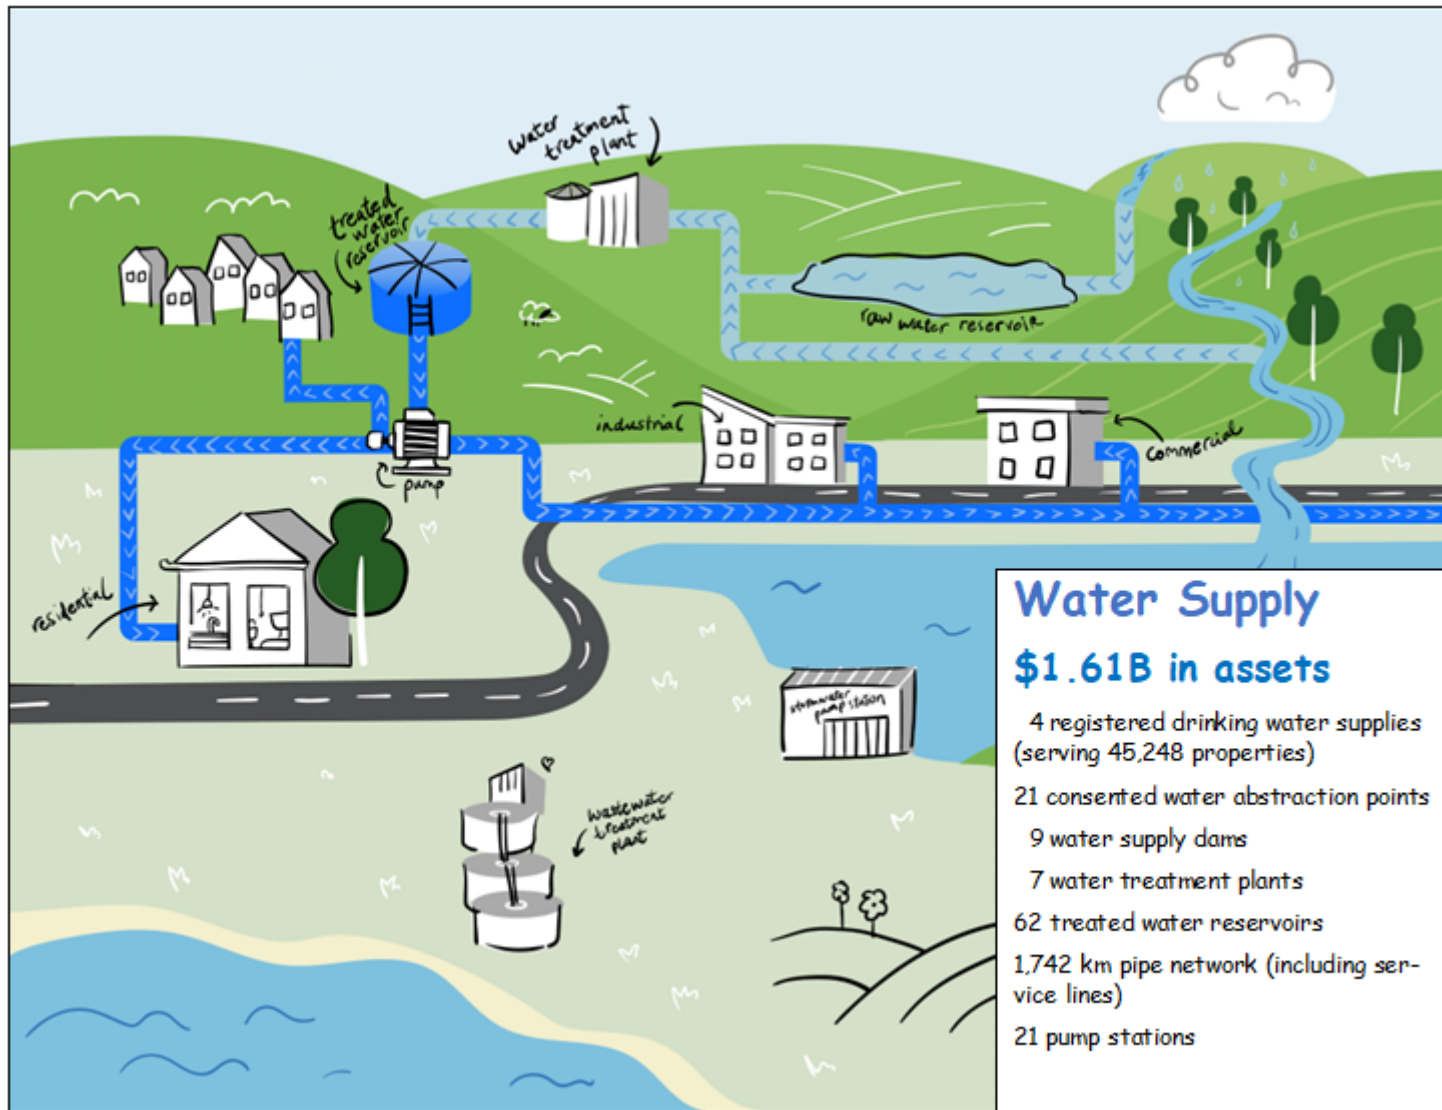 water
treatment
plant
treated
water
reservoir
raw water reservoir
industrial
commercial
pump
residential
stormwater
pump station
wastewater
treatment
plant
Water Supply
$1.61B in assets
4 registered drinking water supplies
(serving 45,248 properties)
21 consented water abstraction points
9 water supply dams
7 water treatment plants
62 treated water reservoirs
1,742 km pipe network (including ser-
vice lines)
21 pump stations